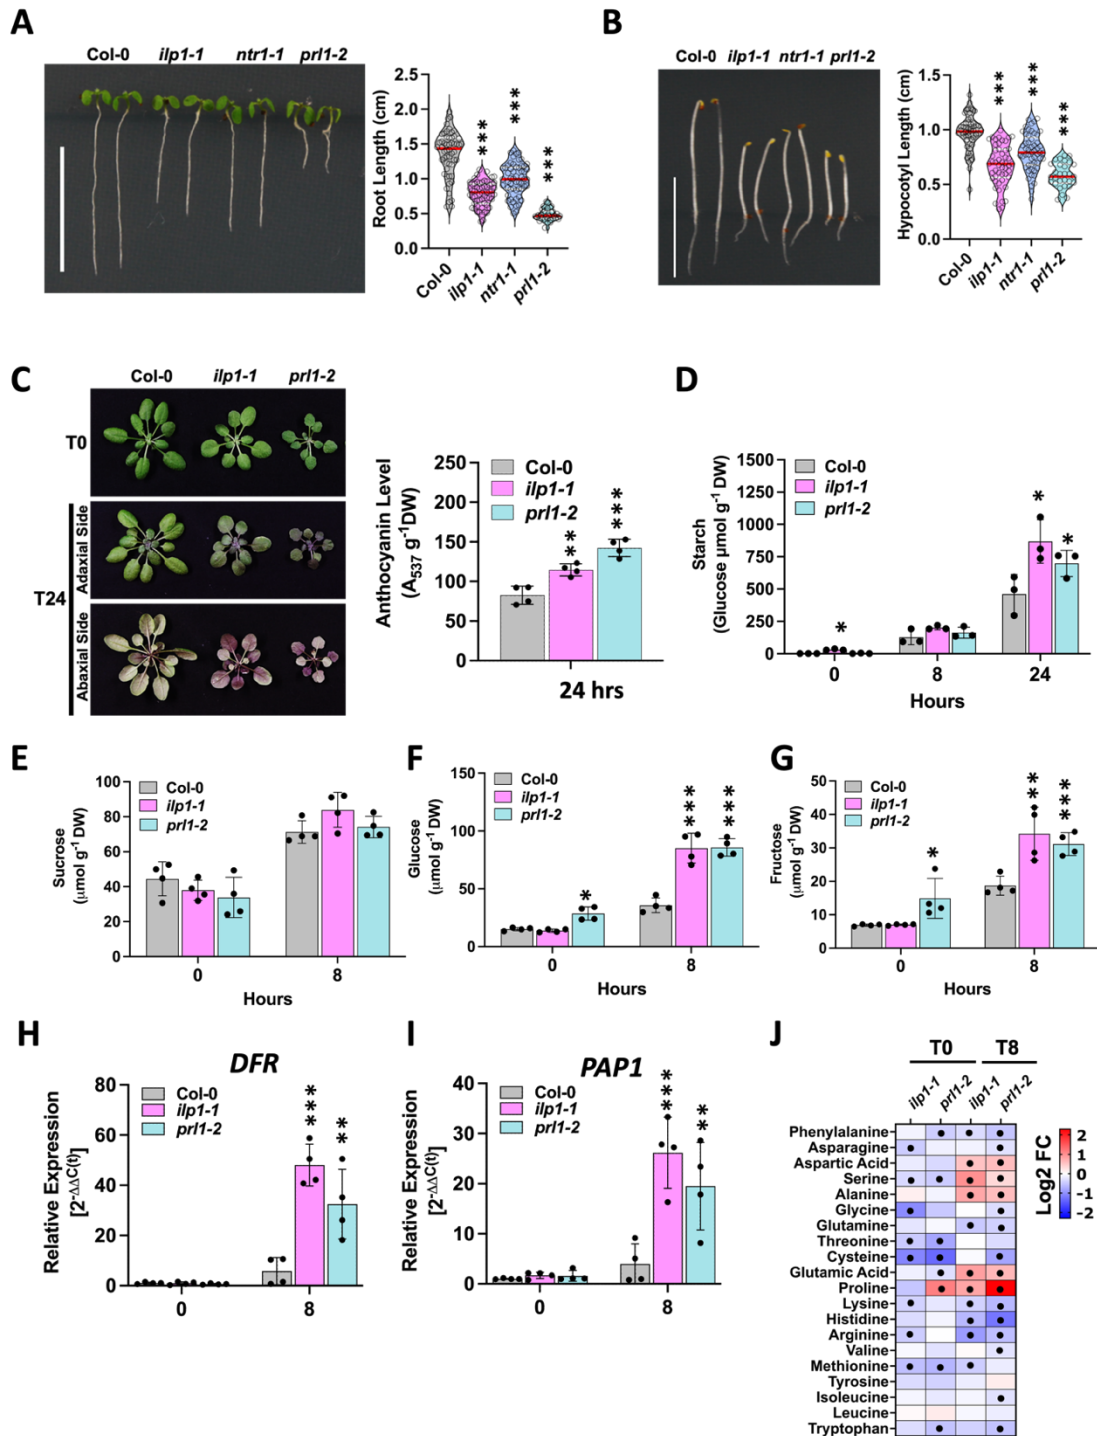 A
Col-0 ilp1-1 ntr1-1 prl1-2
Root Length (cm)
2.5
2.0
1.5
1.0
0.5
0.0
***
***
***
Col-0
ilp1-1
ntr1-1
prl1-2
B
Col-0 ilp1-1 ntr1-1 prl1-2
Hypocotyl Length (cm)
1.5
1.0
0.5
0.0
***
***
***
Col-0
ilp1-1
ntr1-1
prl1-2
C
Col-0 ilp1-1 prl1-2
T0
T24
Adaxial Side
Abaxial Side
Anthocyanin Level
(A537 g-1DW)
250
200
150
100
50
0
Col-0
ilp1-1
prl1-2
**
***
24 hrs
D
Starch
(Glucose µmol g-1 DW)
1500
1250
1000
750
500
250
0
Col-0
ilp1-1
prl1-2
*
*
*
0 8 24
Hours
E
Sucrose
(µmol g-1 DW)
100
80
60
40
20
0
Col-0
ilp1-1
prl1-2
0 8
Hours
F
Glucose
(µmol g-1 DW)
150
100
50
0
Col-0
ilp1-1
prl1-2
*
***
***
0 8
Hours
G
Fructose
(µmol g-1 DW)
50
40
30
20
10
0
Col-0
ilp1-1
prl1-2
*
**
***
0 8
Hours
H
DFR
Relative Expression
[2-ΔΔC(t)]
80
60
40
20
0
Col-0
ilp1-1
prl1-2
***
**
0 8
Hours
I
PAP1
Relative Expression
[2-ΔΔC(t)]
40
30
20
10
0
Col-0
ilp1-1
prl1-2
***
**
0 8
Hours
J
T0 T8
ilp1-1 prl1-2 ilp1-1 prl1-2
Phenylalanine
Asparagine
Aspartic Acid
Serine
Alanine
Glycine
Glutamine
Threonine
Cysteine
Glutamic Acid
Proline
Lysine
Histidine
Arginine
Valine
Methionine
Tyrosine
Isoleucine
Leucine
Tryptophan
Log2 FC
2
1
0
-1
-2